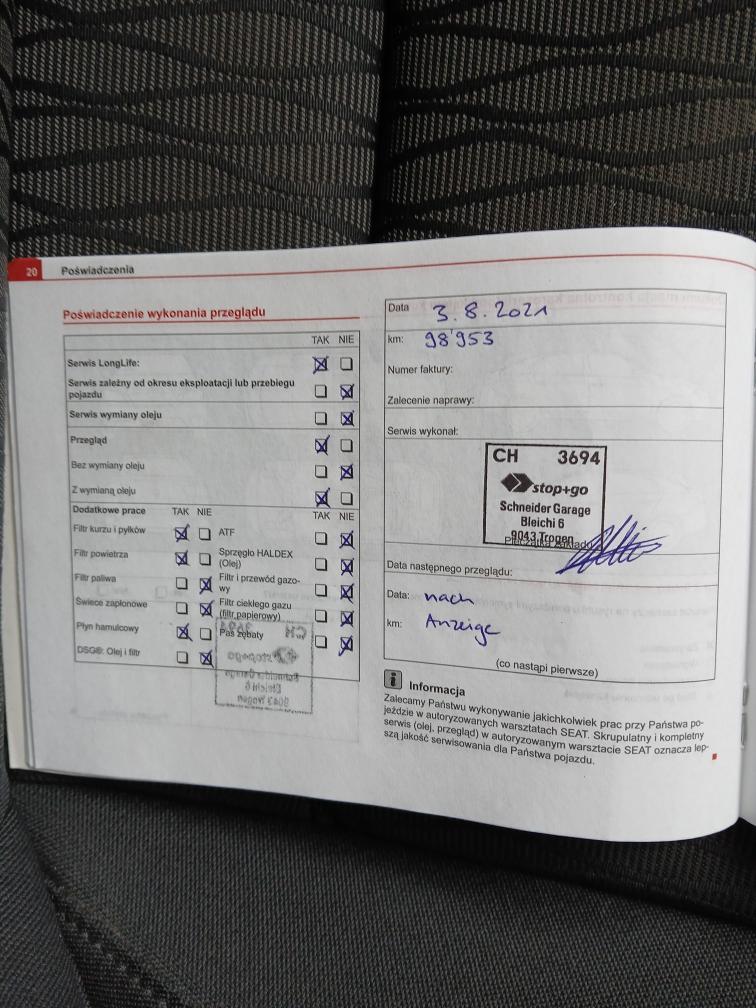 20 Poświadczenia
Poświadczenie wykonania przeglądu
TAK NIE
Serwis LongLife:
Serwis zależny od okresu eksploatacji lub przebiegu
pojazdu
Serwis wymiany oleju
Przegląd
Bez wymiany oleju
Z wymianą oleju
Dodatkowe prace TAK NIE TAK NIE
Filtr kurzu i pyłków
ATF
Filtr powietrza
Sprzęgło HALDEX
(Olej)
Filtr paliwa
Filtr i przewód gazo-
wy
Świece zapłonowe
Filtr ciekłego gazu
(filtr papierowy)
Płyn hamulcowy
Pas zębaty
DSG®: Olej i filtr
Data 3.8.2021
km: 98'953
Numer faktury:
Zalecenie naprawy:
Serwis wykonał:
CH 3694
stop+go
Schneider Garage
Bleichi 6
9043 Trogen
Pieczątka zakładu
Data następnego przeglądu:
Data: nach
km: Anzeige
(co nastąpi pierwsze)
i Informacja
Zalecamy Państwu wykonywanie jakichkolwiek prac przy Państwa po-
jeździe w autoryzowanych warsztatach SEAT. Skrupulatny i kompletny
serwis (olej, przegląd) w autoryzowanym warsztacie SEAT oznacza lep-
szą jakość serwisowania dla Państwa pojazdu.